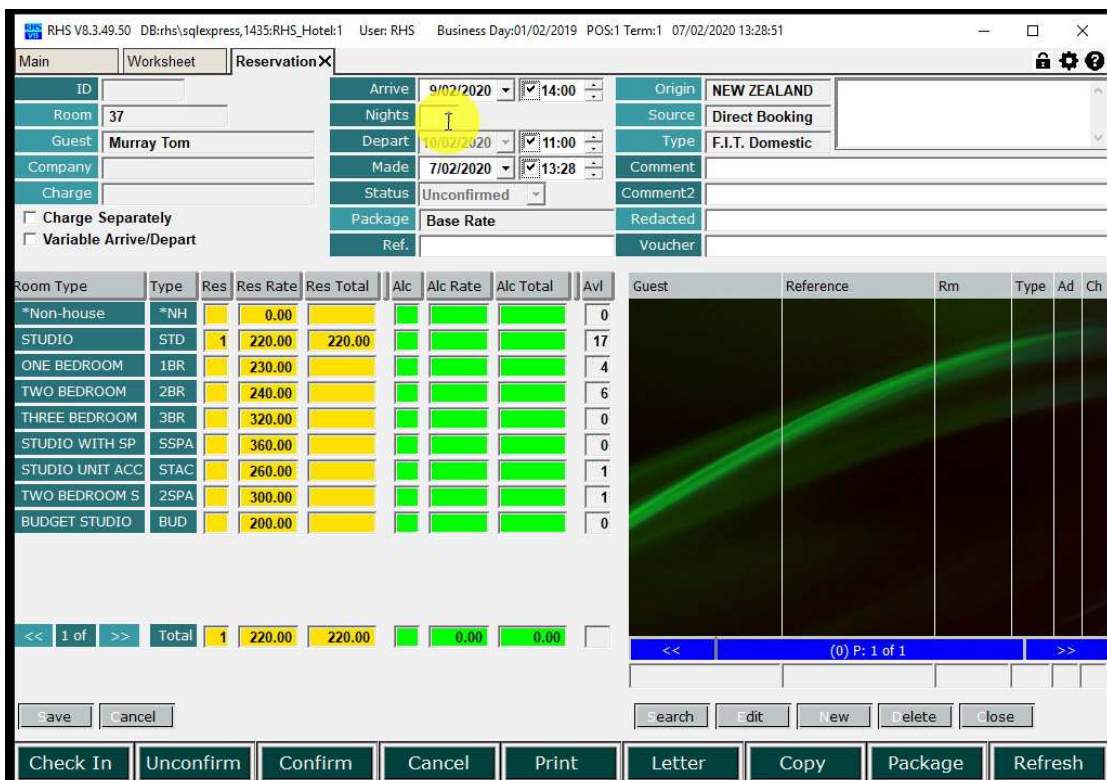 RHS V8.3.49.50 DB:rhs\sqlexpress,1435:RHS_Hotel:1 User: RHS Business Day:01/02/2019 POS:1 Term:1 07/02/2020 13:28:51
Main Worksheet Reservation X
ID Arrive 9/02/2020 14:00 Origin NEW ZEALAND
Room 37 Nights Source Direct Booking
Guest Murray Tom Depart 10/02/2020 11:00 Type F.I.T. Domestic
Company Made 7/02/2020 13:28 Comment
Charge Status Unconfirmed Comment2
Charge Separately Package Base Rate Redacted
Variable Arrive/Depart Ref. Voucher
Room Type Type Res Res Rate Res Total Alc Alc Rate Alc Total Avl Guest Reference Rm Type Ad Ch
*Non-house *NH 0.00 0
STUDIO STD 1 220.00 220.00 17
ONE BEDROOM 1BR 230.00 4
TWO BEDROOM 2BR 240.00 6
THREE BEDROOM 3BR 320.00 0
STUDIO WITH SP SSPA 360.00 0
STUDIO UNIT ACC STAC 260.00 1
TWO BEDROOM S 2SPA 300.00 1
BUDGET STUDIO BUD 200.00 0
<< 1 of >> Total 1 220.00 220.00 0.00 0.00
<< (0) P: 1 of 1 >>
Save Cancel Search Edit New Delete Close
Check In Unconfirm Confirm Cancel Print Letter Copy Package Refresh